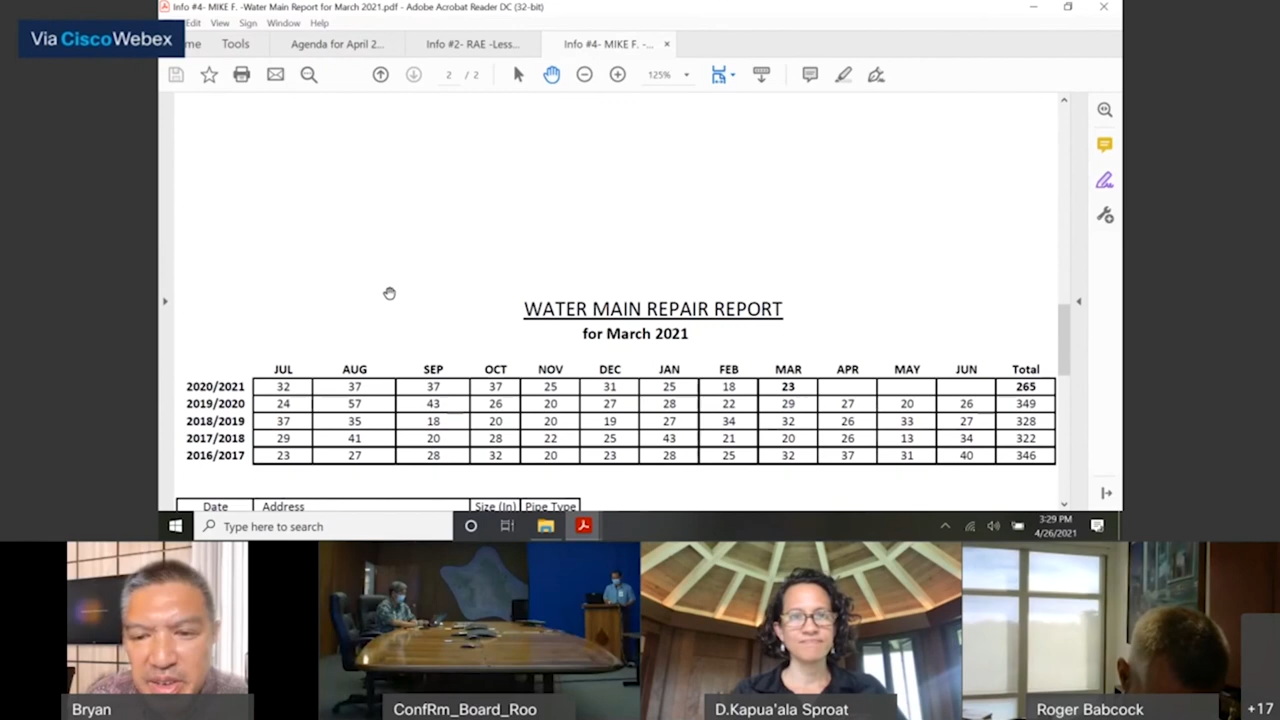 Info #4- MIKE F. -Water Main Report for March 2021.pdf - Adobe Acrobat Reader DC (32-bit)
Via CiscoWebex
Edit View Sign Window Help
me Tools Agenda for April 2... Info #2- RAE -Less... Info #4- MIKE F. -... ×
2 / 2 125%
WATER MAIN REPAIR REPORT
for March 2021
JUL AUG SEP OCT NOV DEC JAN FEB MAR APR MAY JUN Total
2020/2021 32 37 37 37 25 31 25 18 23 265
2019/2020 24 57 43 26 20 27 28 22 29 27 20 26 349
2018/2019 37 35 18 20 20 19 27 34 32 26 33 27 328
2017/2018 29 41 20 28 22 25 43 21 20 26 13 34 322
2016/2017 23 27 28 32 20 23 28 25 32 37 31 40 346
Date Address Size (In) Pipe Type
Type here to search
3:29 PM
4/26/2021
Bryan
ConfRm_Board_Roo
D.Kapua'ala Sproat
Roger Babcock
+17